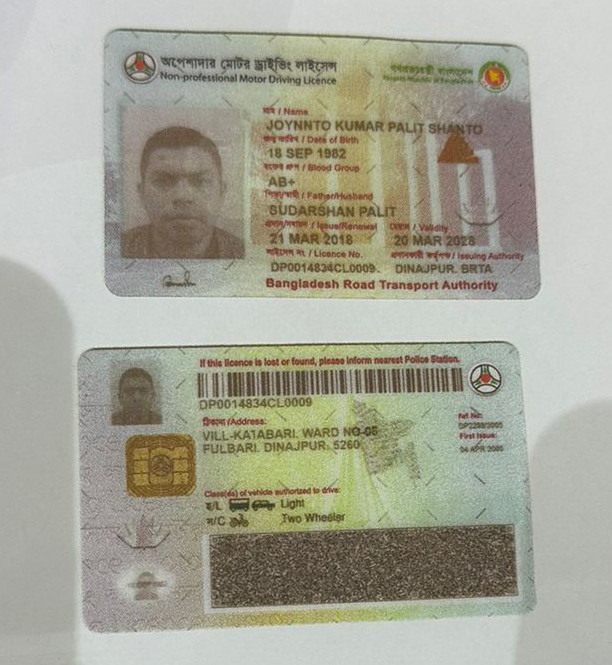 অপেশাদার মোটর ড্রাইভিং লাইসেন্স
Non-professional Motor Driving Licence
গণপ্রজাতন্ত্রী বাংলাদেশ
People's Republic of Bangladesh
নাম / Name
JOYNNTO KUMAR PALIT SHANTO
জন্ম তারিখ / Date of Birth
18 SEP 1982
রক্তের গ্রুপ / Blood Group
AB+
পিতা/স্বামী / Father/Husband
SUDARSHAN PALIT
প্রদান/নবায়ন / Issue/Renewal
মেয়াদ / Validity
21 MAR 2018
20 MAR 2028
লাইসেন্স নং / Licence No.
প্রদানকারী কর্তৃপক্ষ / Issuing Authority
DP0014834CL0009
DINAJPUR. BRTA
Bangladesh Road Transport Authority
If this licence is lost or found, please inform nearest Police Station.
DP0014834CL0009
ঠিকানা /Address:
VILL-KATABARI. WARD NO-08
FULBARI. DINAJPUR. 5260
Ref No:
First Issue:
04 APR 2005
Class(es) of vehicle authorized to drive:
হ/L Light
ম/C Two Wheeler